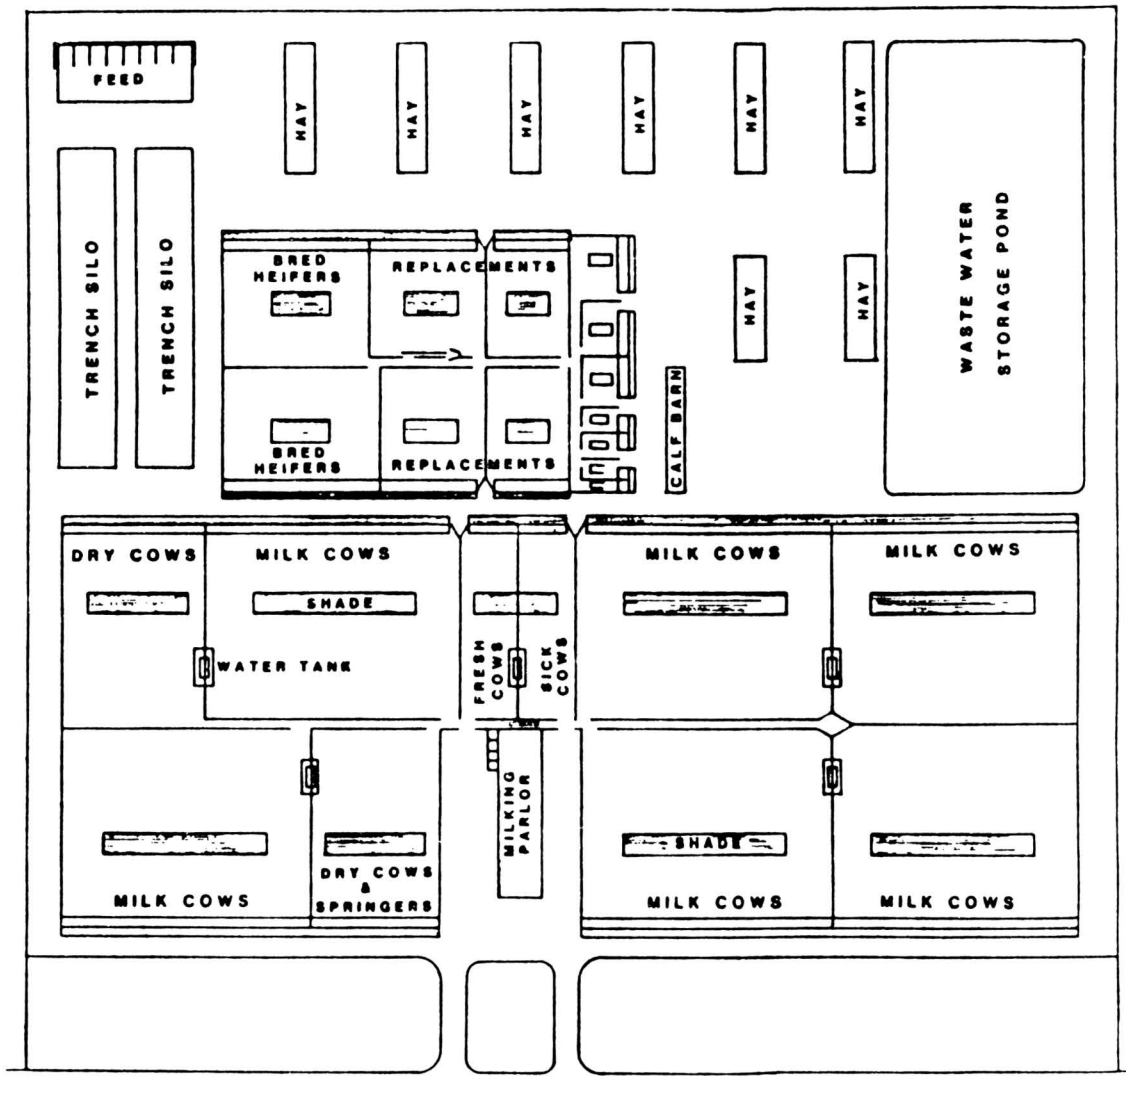 FEED
HAY
HAY
HAY
HAY
HAY
HAY
TRENCH SILO
TRENCH SILO
BRED
HEIFERS
REPLACEMENTS
HAY
HAY
WASTE WATER
STORAGE POND
CALF BARN
BRED
HEIFERS
REPLACEMENTS
DRY COWS
MILK COWS
MILK COWS
MILK COWS
SHADE
WATER TANK
FRESH
COWS
SICK
COWS
MILKING
PARLOR
SHADE
DRY COWS
&
SPRINGERS
MILK COWS
MILK COWS
MILK COWS